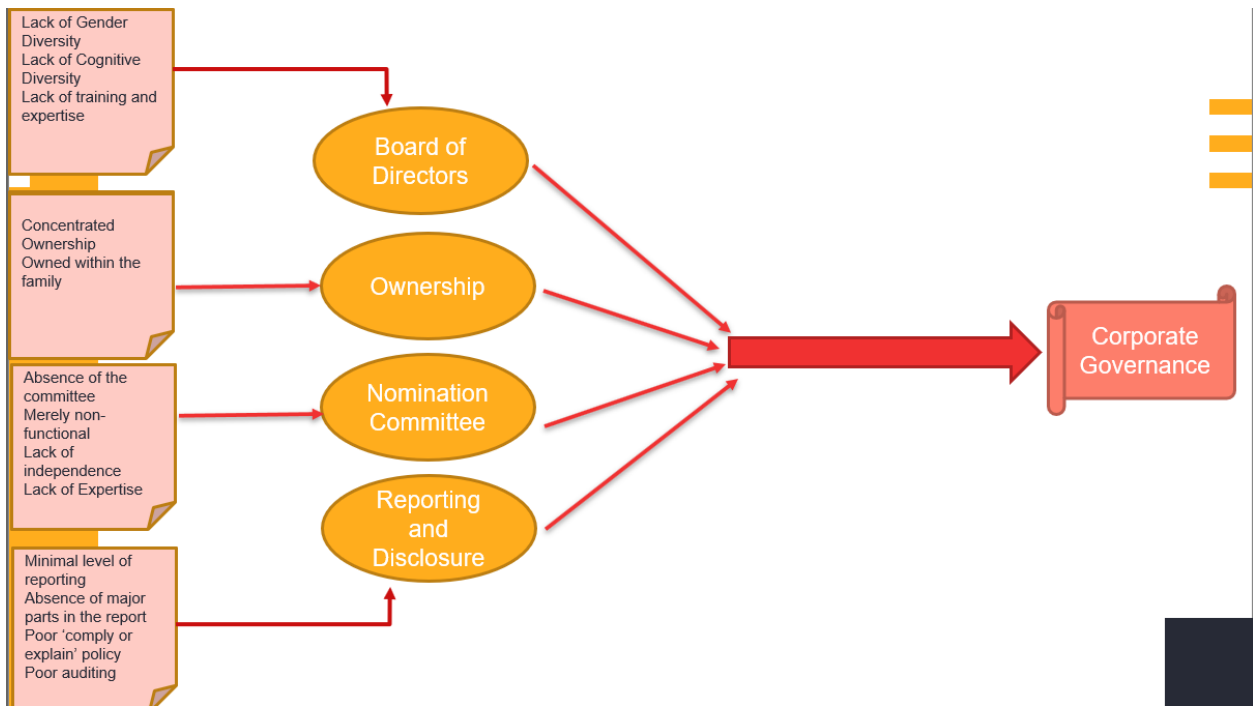 Lack of Gender
Diversity
Lack of Cognitive
Diversity
Lack of training and
expertise
Board of
Directors
Concentrated
Ownership
Owned within the
family
Ownership
Corporate
Governance
Absence of the
committee
Merely non-
functional
Lack of
independence
Lack of Expertise
Nomination
Committee
Reporting
and
Disclosure
Minimal level of
reporting
Absence of major
parts in the report
Poor ‘comply or
explain’ policy
Poor auditing